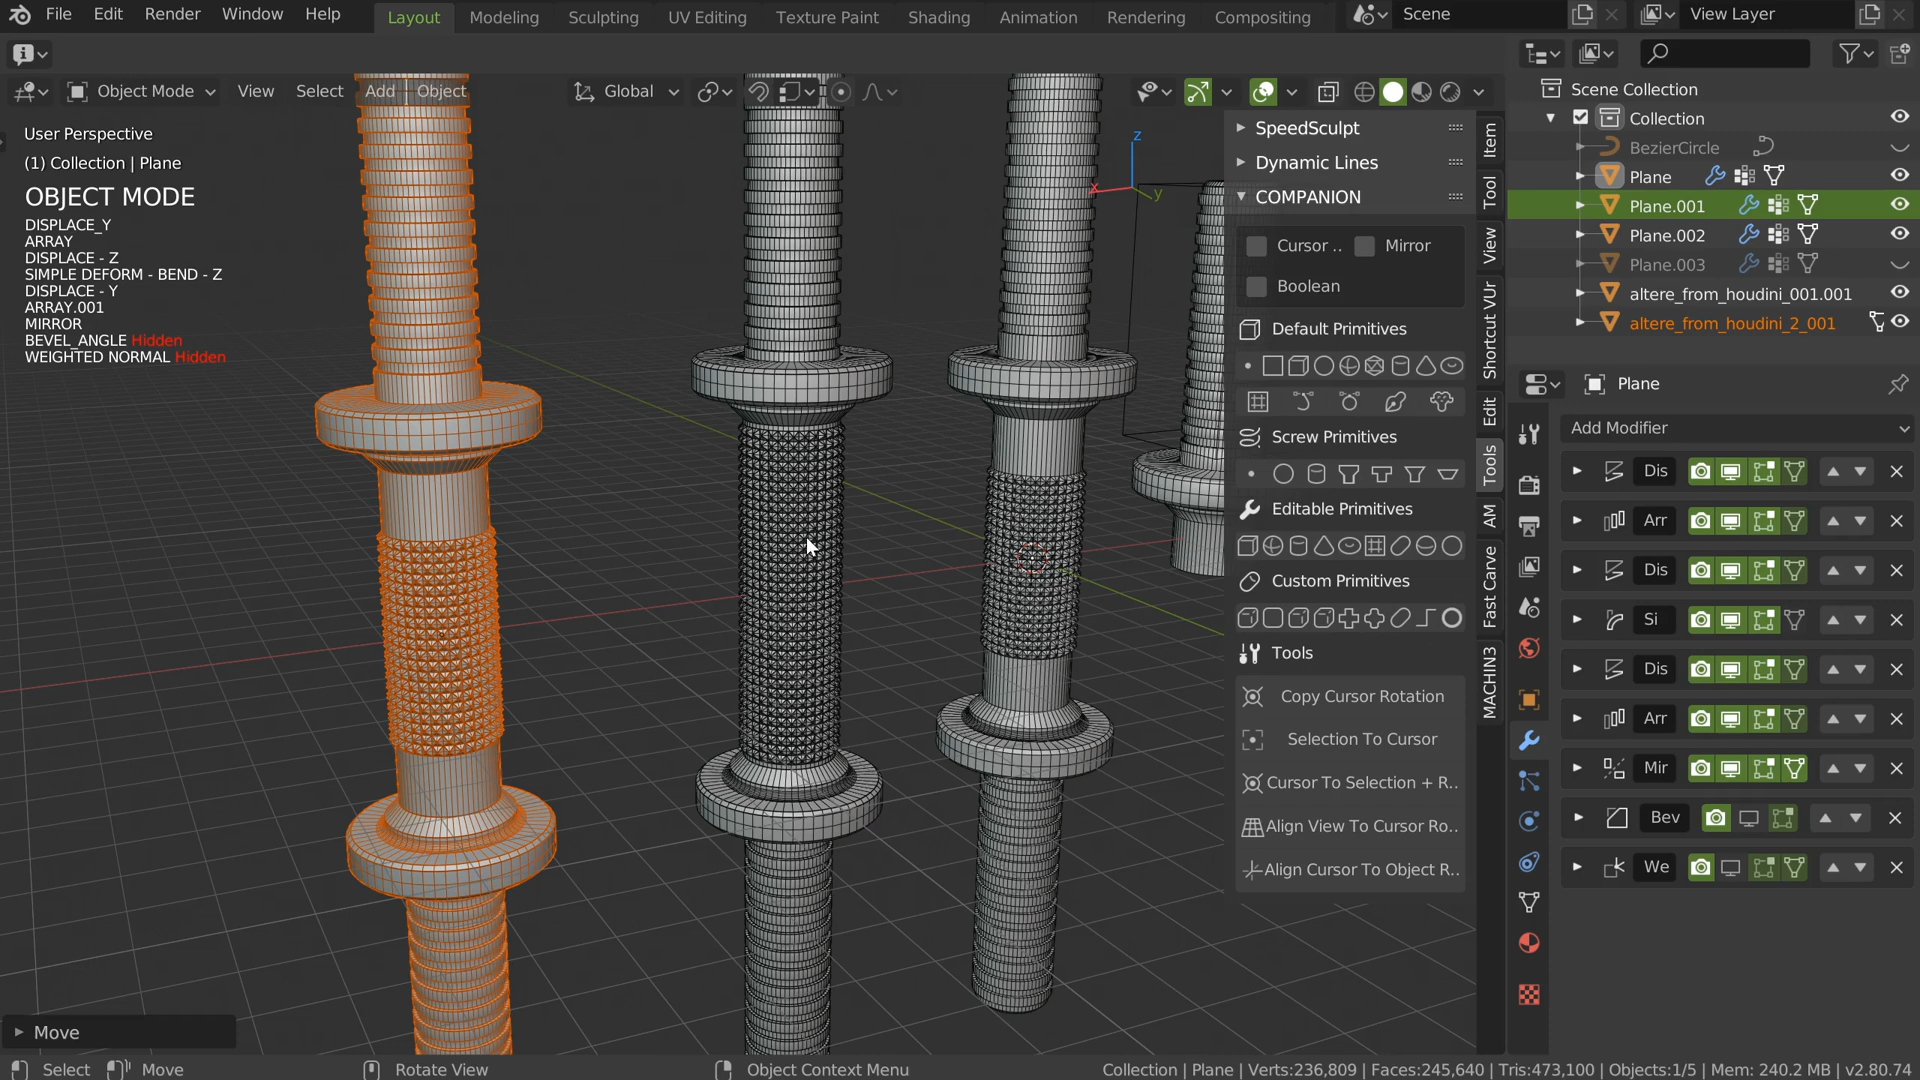 File Edit Render Window Help Layout Modeling Sculpting UV Editing Texture Paint Shading Animation Rendering Compositing Scene View Layer
Object Mode View Select Add Object Global
User Perspective
(1) Collection | Plane
OBJECT MODE
DISPLACE_Y
ARRAY
DISPLACE - Z
SIMPLE DEFORM - BEND - Z
DISPLACE - Y
ARRAY.001
MIRROR
BEVEL_ANGLE Hidden
WEIGHTED NORMAL Hidden
z
x
y
SpeedSculpt
Dynamic Lines
COMPANION
Cursor .. Mirror
Boolean
Default Primitives
Screw Primitives
Editable Primitives
Custom Primitives
Tools
Copy Cursor Rotation
Selection To Cursor
Cursor To Selection + R..
Align View To Cursor Ro..
Align Cursor To Object R..
Item
Tool
View
Shortcut VUr
Edit
Tools
AM
Fast Carve
MACHIN3
Scene Collection
Collection
BezierCircle
Plane
Plane.001
Plane.002
Plane.003
altere_from_houdini_001.001
altere_from_houdini_2_001
Plane
Add Modifier
Dis
Arr
Dis
Si
Dis
Arr
Mir
Bev
We
Move
Select Move Rotate View Object Context Menu Collection | Plane | Verts:236,809 | Faces:245,640 | Tris:473,100 | Objects:1/5 | Mem: 240.2 MB | v2.80.74